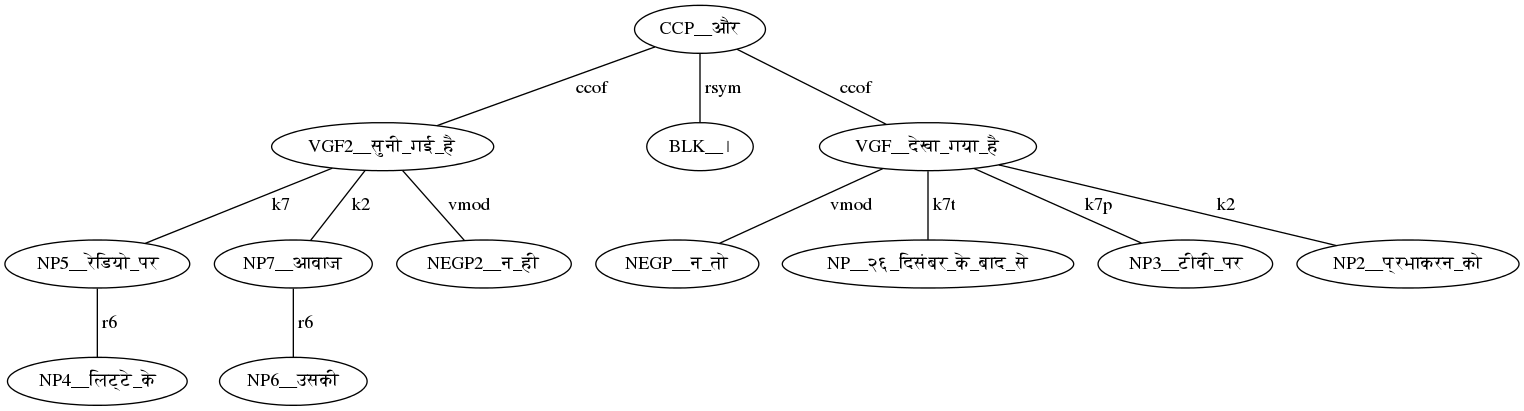 CCP__और
ccof rsym ccof
VGF2__सुनी_गई_है BLK__। VGF__देखा_गया_है
k7 k2 vmod vmod k7t k7p k2
NP5__रेडियो_पर NP7__आवाज NEGP2__न_ही NEGP__न_तो NP__२६_दिसंबर_के_बाद_से NP3__टीवी_पर NP2__प्रभाकरन_को
r6 r6
NP4__लिट्टे_के NP6__उसकी